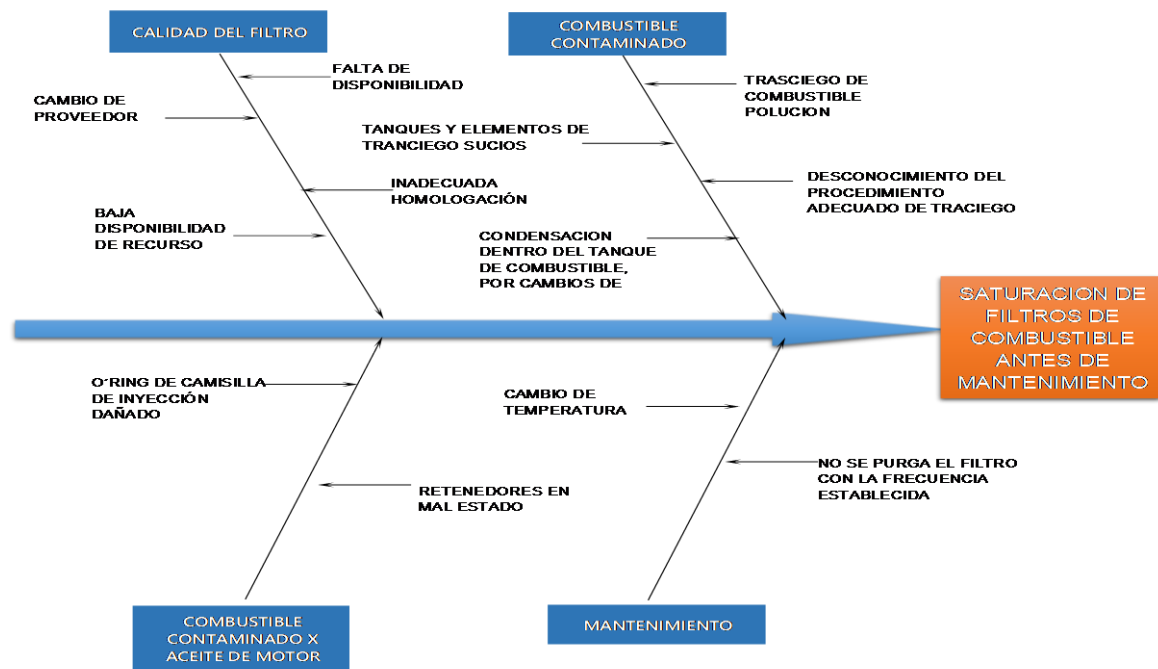 CALIDAD DEL FILTRO
COMBUSTIBLE
CONTAMINADO
FALTA DE
DISPONIBILIDAD
CAMBIO DE
PROVEEDOR
INADECUADA
HOMOLOGACIÓN
BAJA
DISPONIBILIDAD
DE RECURSO
TRASCIEGO DE
COMBUSTIBLE
POLUCION
TANQUES Y ELEMENTOS DE
TRANCIEGO SUCIOS
DESCONOCIMIENTO DEL
PROCEDIMIENTO
ADECUADO DE TRACIEGO
CONDENSACION
DENTRO DEL TANQUE
DE COMBUSTIBLE,
POR CAMBIOS DE
SATURACION DE
FILTROS DE
COMBUSTIBLE
ANTES DE
MANTENIMIENTO
O´RING DE CAMISILLA
DE INYECCIÓN
DAÑADO
RETENEDORES EN
MAL ESTADO
CAMBIO DE
TEMPERATURA
NO SE PURGA EL FILTRO
CON LA FRECUENCIA
ESTABLECIDA
COMBUSTIBLE
CONTAMINADO X
ACEITE DE MOTOR
MANTENIMIENTO